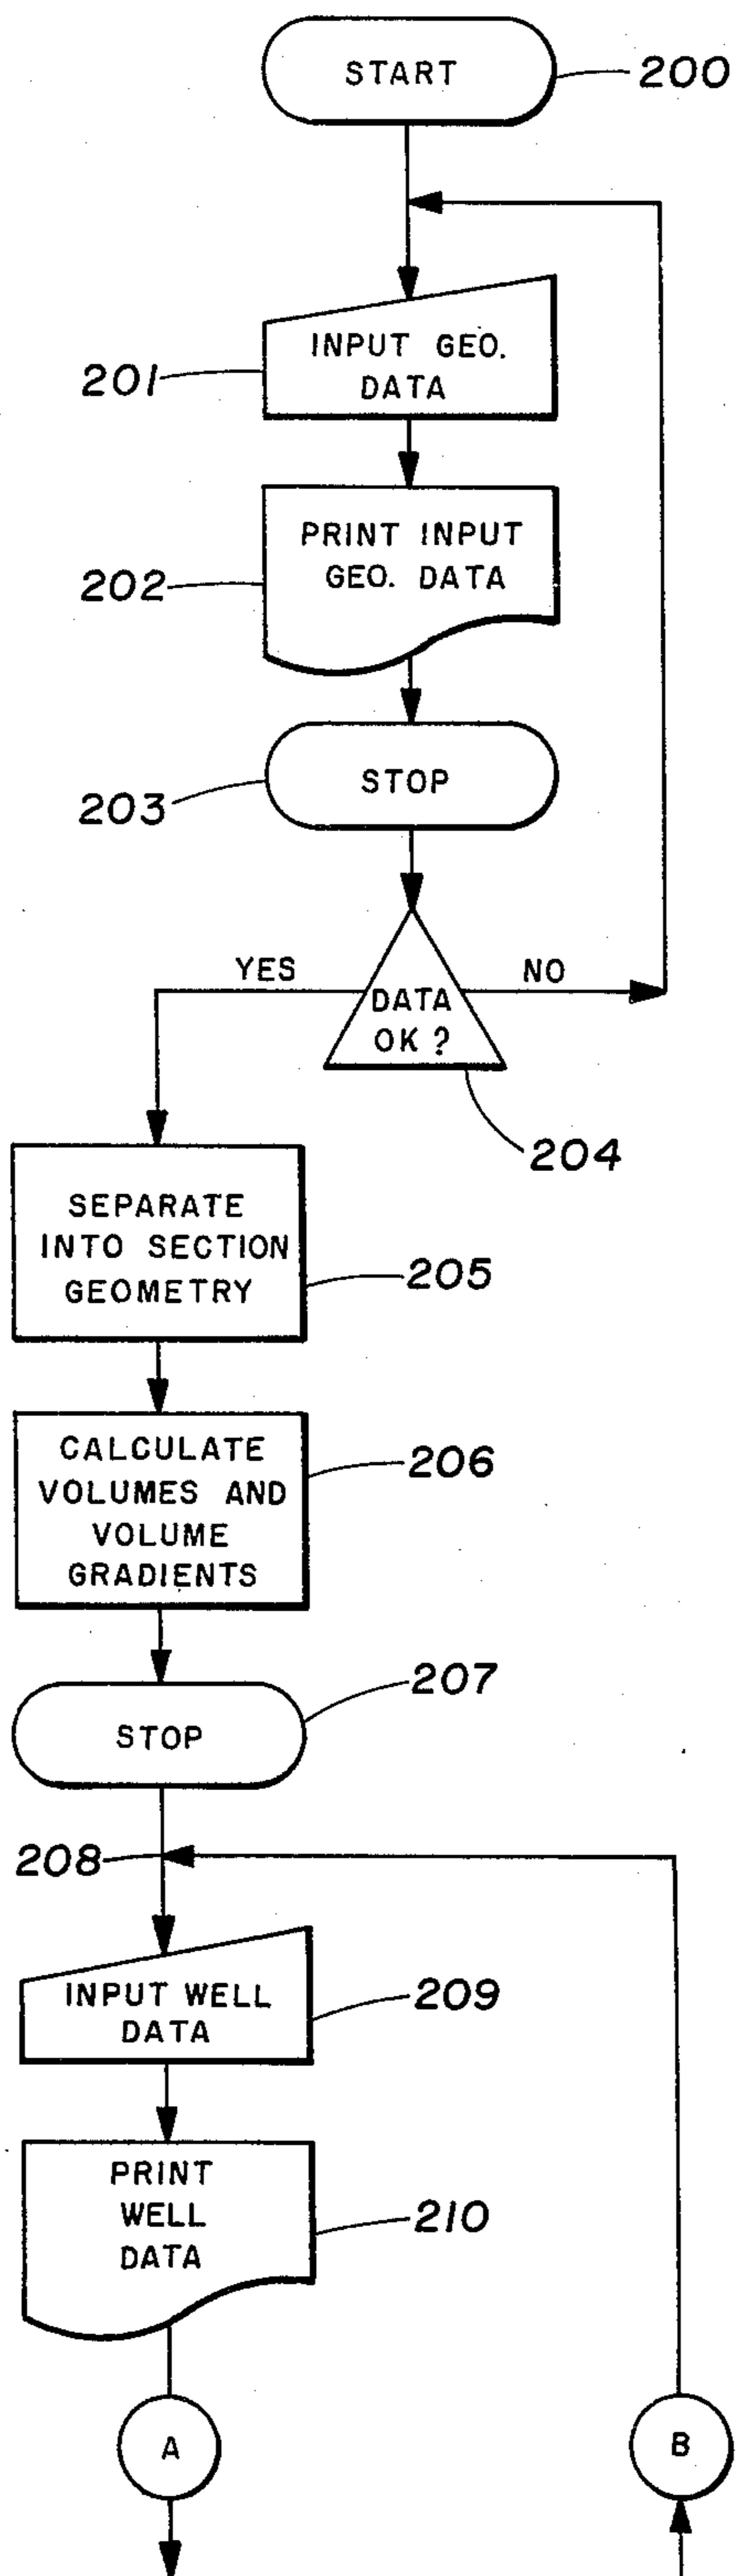 START
200
INPUT GEO.
DATA
201
PRINT INPUT
GEO. DATA
202
STOP
203
YES
NO
DATA
OK ?
204
SEPARATE
INTO SECTION
GEOMETRY
205
CALCULATE
VOLUMES AND
VOLUME
GRADIENTS
206
207
STOP
208
INPUT WELL
DATA
209
PRINT
WELL
DATA
210
A
B